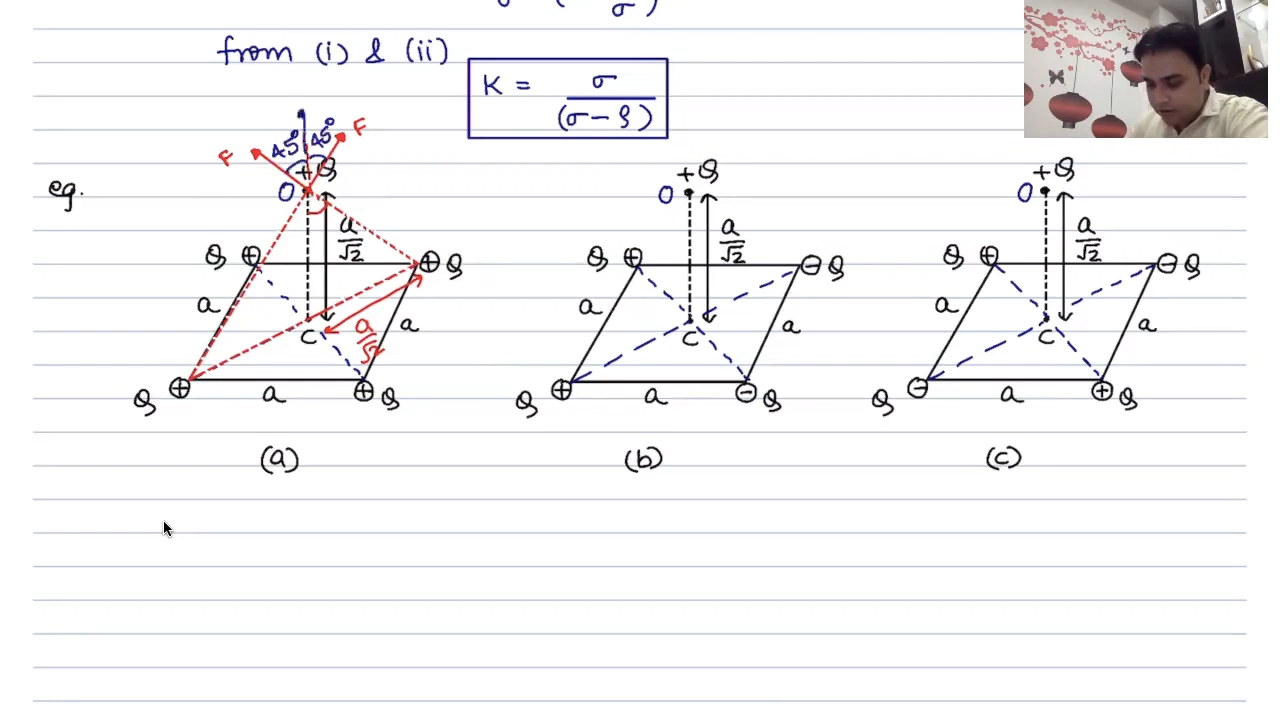 σ
from (i) & (ii)
K = σ / (σ − ρ)
eg.
F 45° 45° F
+Q
O
a/√2
Q ⊕ ⊕ Q
a C a/√2 a
Q ⊕ a ⊕ Q
(a)
+Q
O
a/√2
Q ⊕ ⊖ Q
a C a
Q ⊕ a ⊖ Q
(b)
+Q
O
a/√2
Q ⊕ ⊖ Q
a C a
Q ⊖ a ⊕ Q
(c)